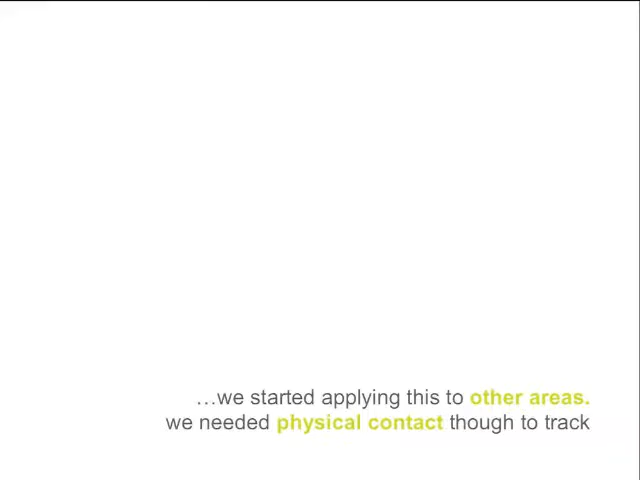 …we started applying this to other areas.
we needed physical contact though to track